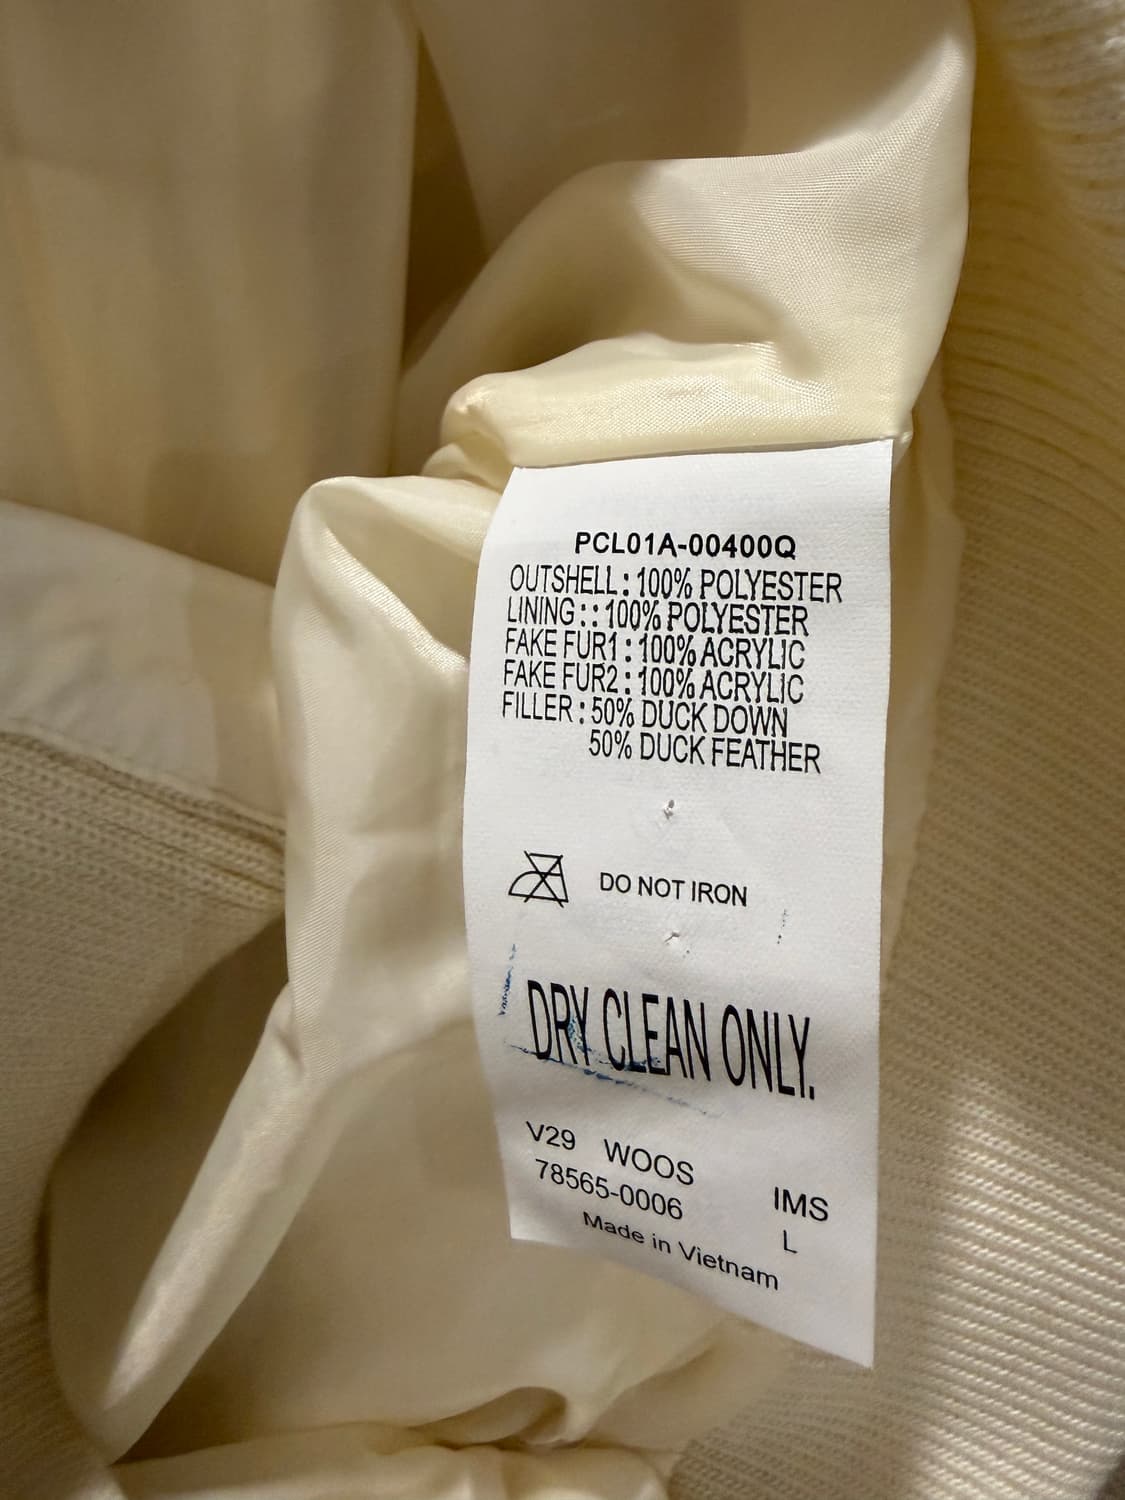 PCL01A-00400Q
OUTSHELL : 100% POLYESTER
LINING : : 100% POLYESTER
FAKE FUR1 : 100% ACRYLIC
FAKE FUR2 : 100% ACRYLIC
FILLER : 50% DUCK DOWN
50% DUCK FEATHER
DO NOT IRON
DRY CLEAN ONLY.
V29 WOOS
78565-0006 IMS
L
Made in Vietnam